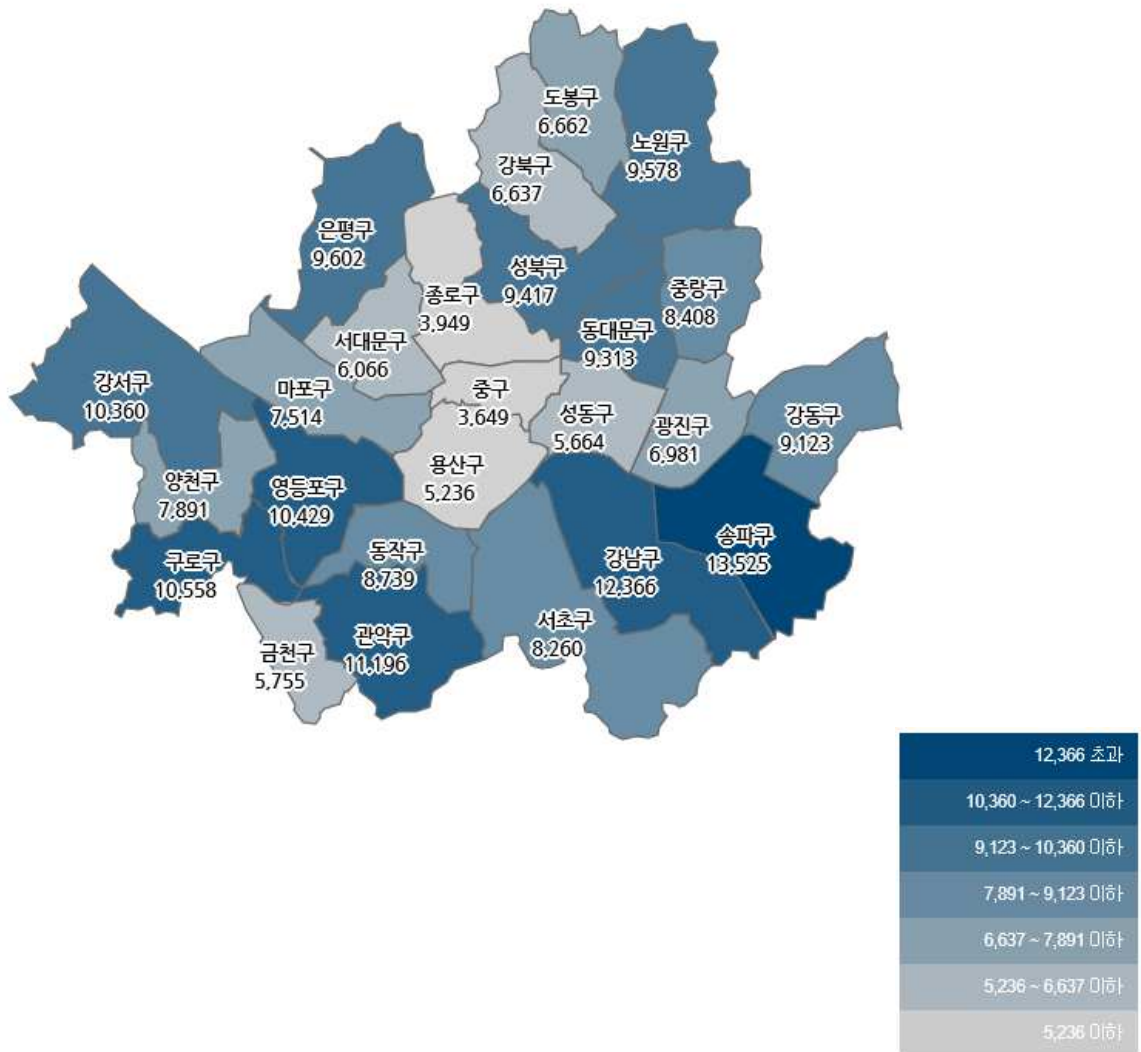 도봉구
6,662
노원구
9,578
강북구
6,637
은평구
9,602
성북구
9,417
중랑구
8,408
종로구
3,949
동대문구
9,313
서대문구
6,066
강서구
10,360
마포구
7,514
중구
3,649
성동구
5,664
광진구
6,981
강동구
9,123
용산구
5,236
양천구
7,891
영등포구
10,429
송파구
13,525
구로구
10,558
동작구
8,739
강남구
12,366
서초구
8,260
관악구
11,196
금천구
5,755
12,366 초과
10,360 ~ 12,366 이하
9,123 ~ 10,360 이하
7,891 ~ 9,123 이하
6,637 ~ 7,891 이하
5,236 ~ 6,637 이하
5,236 이하